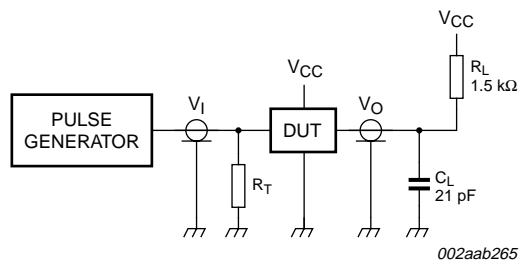 VCC
RL
1.5 kΩ
VCC
VI
VO
PULSE
GENERATOR
DUT
RT
CL
21 pF
002aab265